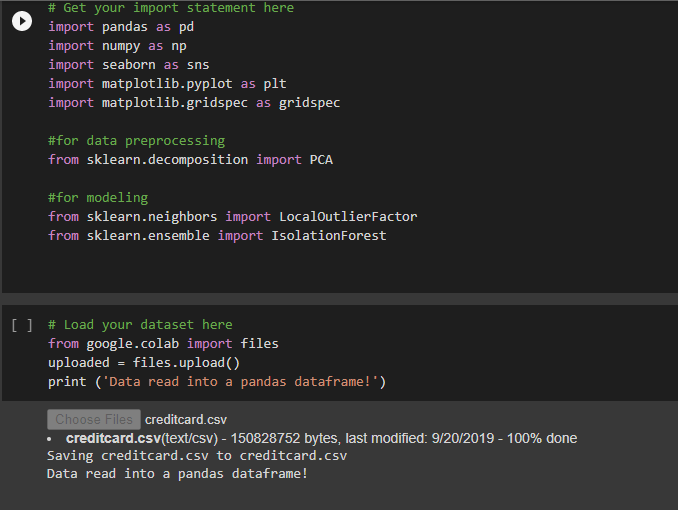 # Get your import statement here
import pandas as pd
import numpy as np
import seaborn as sns
import matplotlib.pyplot as plt
import matplotlib.gridspec as gridspec
#for data preprocessing
from sklearn.decomposition import PCA
#for modeling
from sklearn.neighbors import LocalOutlierFactor
from sklearn.ensemble import IsolationForest
[ ] # Load your dataset here
from google.colab import files
uploaded = files.upload()
print ('Data read into a pandas dataframe!')
Choose Files creditcard.csv
• creditcard.csv(text/csv) - 150828752 bytes, last modified: 9/20/2019 - 100% done
Saving creditcard.csv to creditcard.csv
Data read into a pandas dataframe!